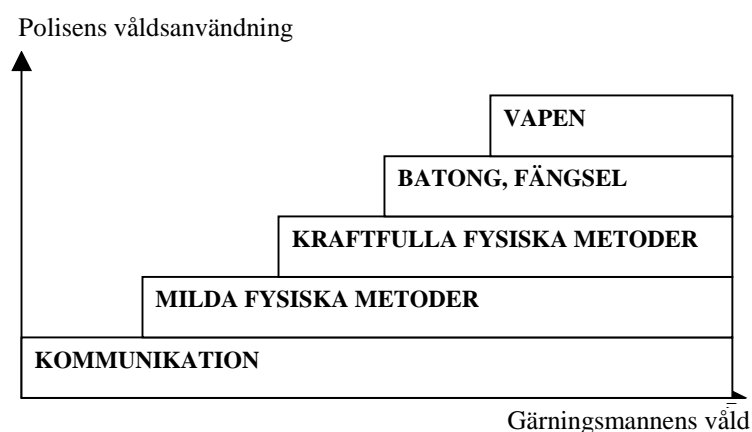 Polisens våldsanvändning
VAPEN
BATONG, FÄNGSEL
KRAFTFULLA FYSISKA METODER
MILDA FYSISKA METODER
KOMMUNIKATION
Gärningsmannens våld